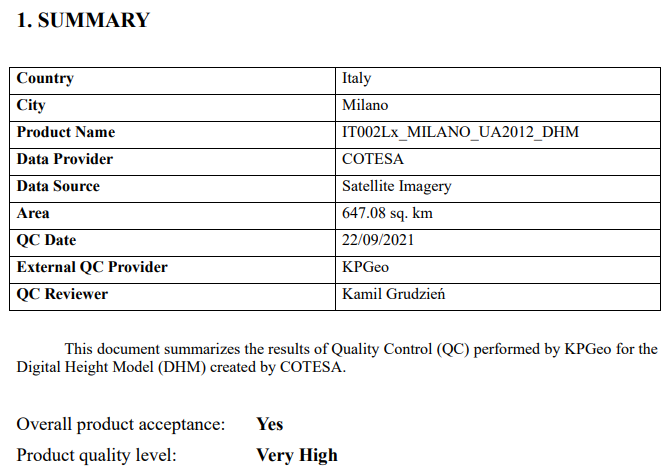 1. SUMMARY
Country Italy
City Milano
Product Name IT002Lx_MILANO_UA2012_DHM
Data Provider COTESA
Data Source Satellite Imagery
Area 647.08 sq. km
QC Date 22/09/2021
External QC Provider KPGeo
QC Reviewer Kamil Grudzień
This document summarizes the results of Quality Control (QC) performed by KPGeo for the
Digital Height Model (DHM) created by COTESA.
Overall product acceptance: Yes
Product quality level: Very High